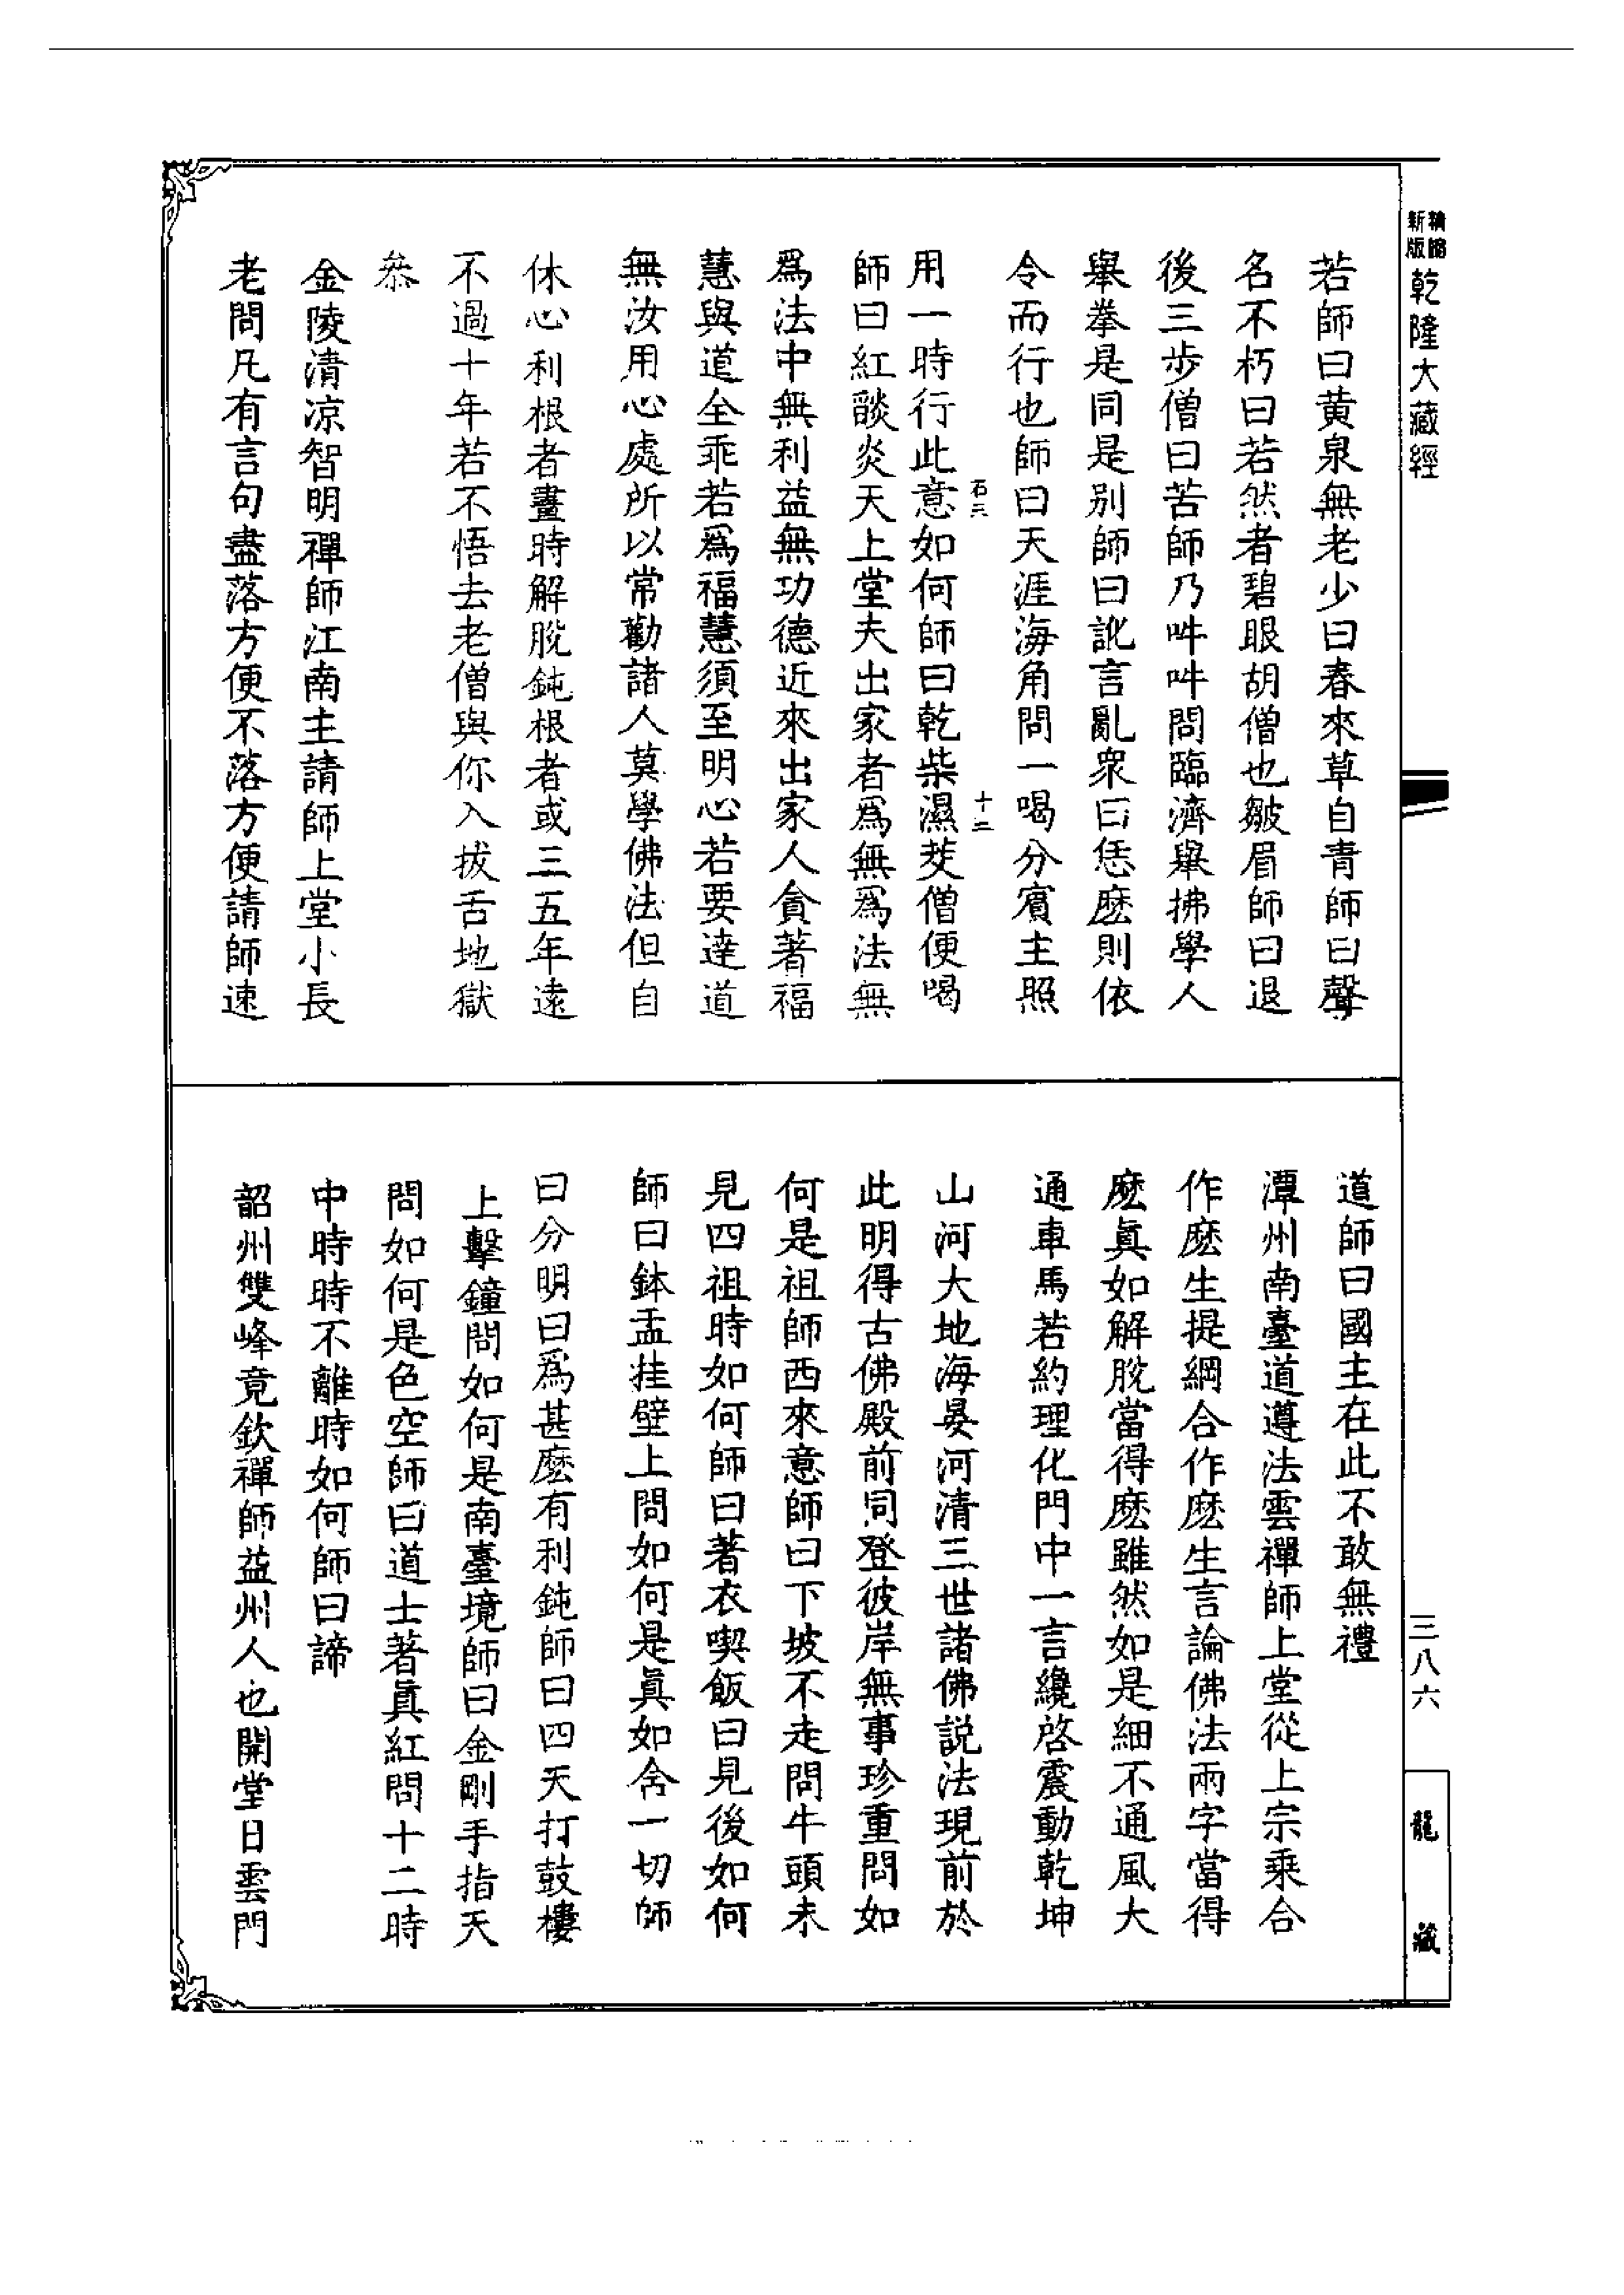 新版精縮
乾隆大藏經
若師曰黃泉無老少曰春來草自青師曰聲
名不朽曰若然者碧眼胡僧也皺眉師曰退
後三步僧曰苦師乃吽吽問臨濟舉拂學人
舉拳是同是別師曰訛言亂衆曰恁麽則依
令而行也師曰天涯海角問一喝分賓主照
用一時行此意如何師曰乾柴濕茭僧便喝
石六
十二
師曰紅燄炎天上堂夫出家者爲無爲法無
爲法中無利益無功德近來出家人貪著福
慧與道全乖若爲福慧須至明心若要達道
無汝用心處所以常勸諸人莫學佛法但自
休心利根者畫時解脫鈍根者或三五年遠
不過十年若不悟去老僧與你入拔舌地獄
叅
金陵清凉智明禪師江南主請師上堂小長
老問凡有言句盡落方便不落方便請師速
道師曰國主在此不敢無禮
潭州南臺道遵法雲禪師上堂從上宗乘合
作麽生提綱合作麽生言論佛法兩字當得
麽眞如解脫當得麽雖然如是細不通風大
通車馬若約理化門中一言纔啓震動乾坤
山河大地海晏河清三世諸佛説法現前於
此明得古佛殿前同登彼岸無事珍重問如
何是祖師西來意師曰下坡不走問牛頭未
見四祖時如何師曰著衣喫飯曰見後如何
師曰鉢盂挂壁上問如何是眞如含一切師
曰分明曰爲甚麽有利鈍師曰四天打鼓樓
上擊鐘問如何是南臺境師曰金剛手指天
問如何是色空師曰道士著眞紅問十二時
中時時不離時如何師曰諦
韶州雙峰竟欽禪師益州人也開堂日雲門
三八六
龍藏